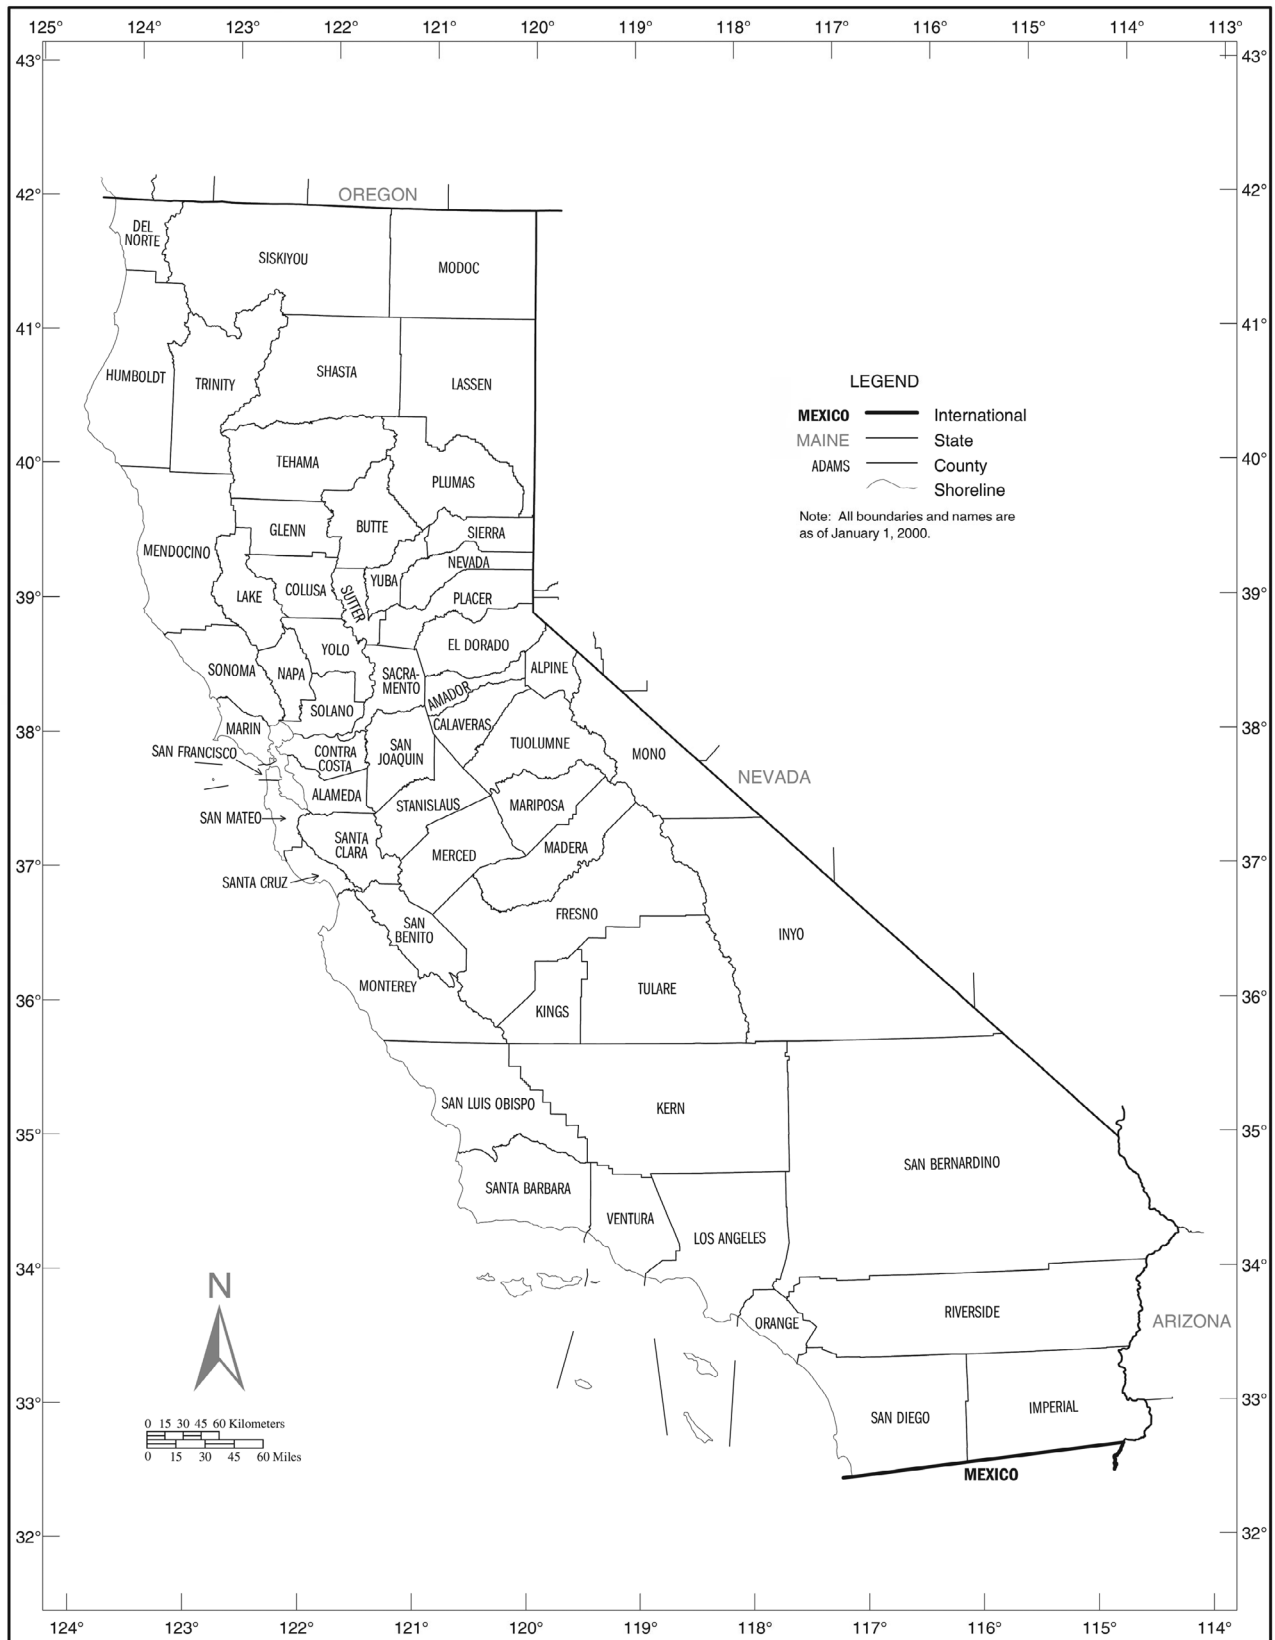 125° 124° 123° 122° 121° 120° 119° 118° 117° 116° 115° 114° 113°
43° 43°
42° OREGON 42°
DEL
NORTE
SISKIYOU MODOC
41° 41°
HUMBOLDT TRINITY SHASTA LASSEN
LEGEND
MEXICO International
MAINE State
ADAMS County
Shoreline
Note: All boundaries and names are
as of January 1, 2000.
40° 40°
TEHAMA PLUMAS
GLENN BUTTE SIERRA
MENDOCINO NEVADA
LAKE COLUSA SUTTER YUBA PLACER
39° 39°
SONOMA NAPA YOLO EL DORADO
SACRA-
MENTO
ALPINE
AMADOR
SOLANO
38° 38°
MARIN CALAVERAS
SAN FRANCISCO
CONTRA
COSTA
SAN
JOAQUIN
TUOLUMNE MONO
NEVADA
ALAMEDA STANISLAUS MARIPOSA
SAN MATEO
SANTA
CLARA
MERCED MADERA
37° 37°
SANTA CRUZ
FRESNO
SAN
BENITO
INYO
MONTEREY TULARE
36° 36°
KINGS
SAN LUIS OBISPO KERN
35° 35°
SAN BERNARDINO
SANTA BARBARA
VENTURA
LOS ANGELES
34° 34°
N
ORANGE RIVERSIDE ARIZONA
33° 33°
SAN DIEGO IMPERIAL
0 15 30 45 60 Kilometers
0 15 30 45 60 Miles
MEXICO
32° 32°
124° 123° 122° 121° 120° 119° 118° 117° 116° 115° 114°